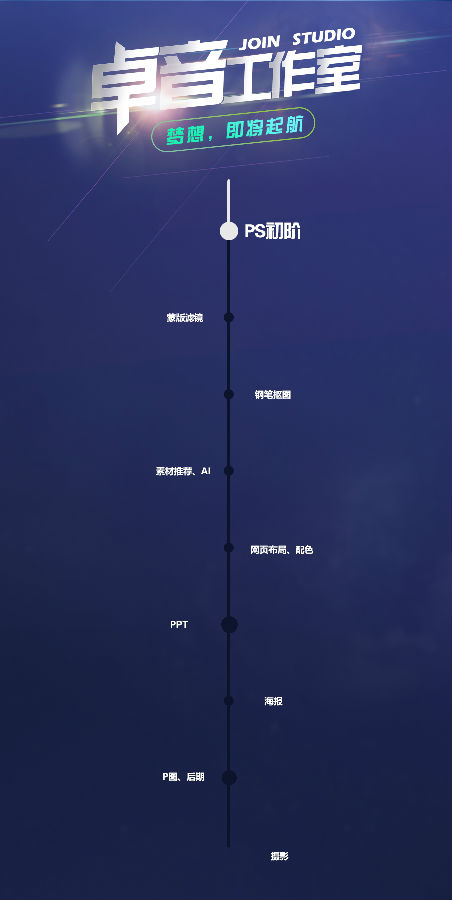 JOIN STUDIO
卓音工作室
梦想，即将起航
PS初阶
蒙版滤镜
钢笔抠图
素材推荐、AI
网页布局、配色
PPT
海报
P图、后期
摄影